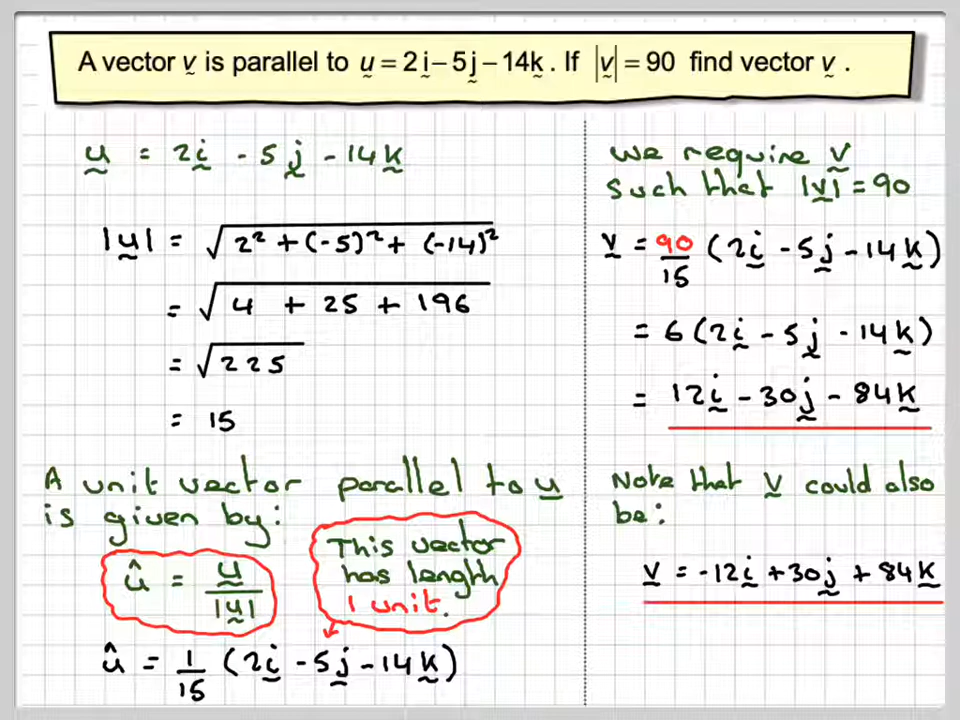 A vector v is parallel to u = 2i − 5j − 14k. If |v| = 90 find vector v.
u = 2i - 5j - 14k
|u| = √(2² + (-5)² + (-14)²)
= √(4 + 25 + 196)
= √225
= 15
A unit vector parallel to u
is given by:
û = u/|u|
This vector
has length
1 unit.
û = 1/15 (2i - 5j - 14k)
We require v
such that |v| = 90
v = 90/15 (2i - 5j - 14k)
= 6(2i - 5j - 14k)
= 12i - 30j - 84k
Note that v could also
be:
v = -12i + 30j + 84k